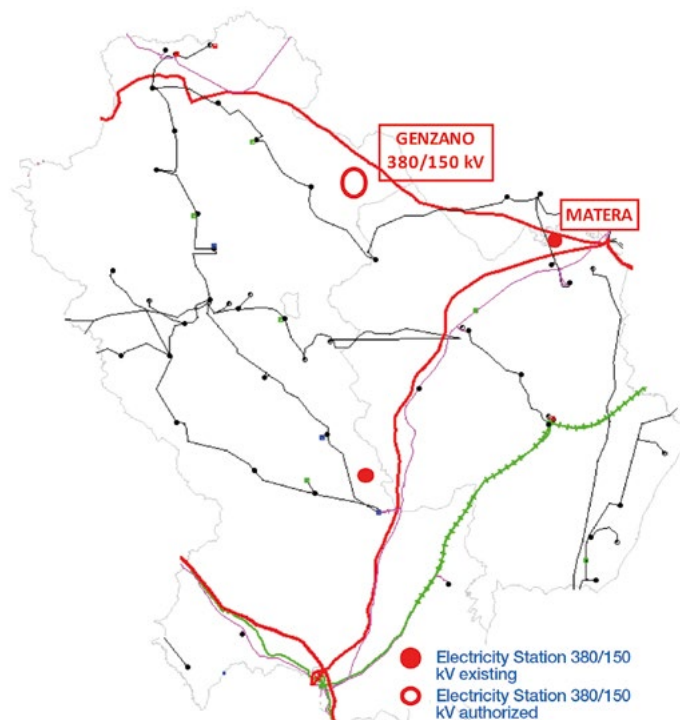 GENZANO
380/150 kV
MATERA
Electricity Station 380/150
kV existing
Electricity Station 380/150
kV authorized